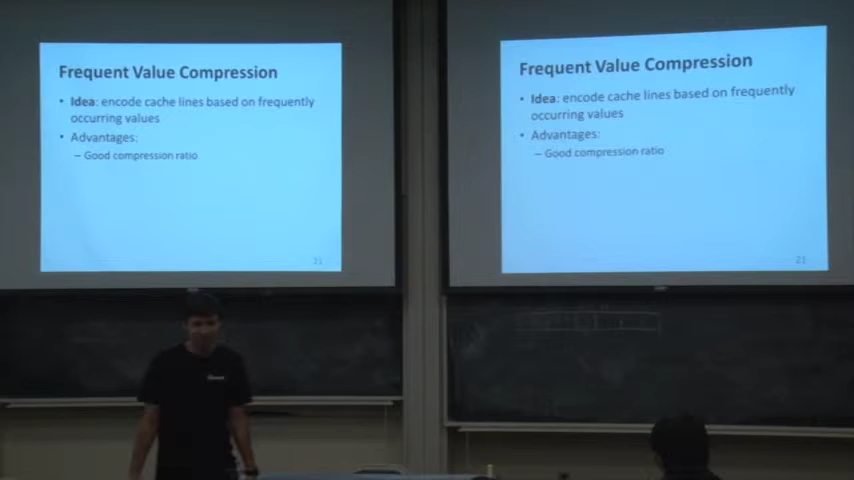 Frequent Value Compression
• Idea: encode cache lines based on frequently
occurring values
• Advantages:
– Good compression ratio
21
Frequent Value Compression
• Idea: encode cache lines based on frequently
occurring values
• Advantages:
– Good compression ratio
21